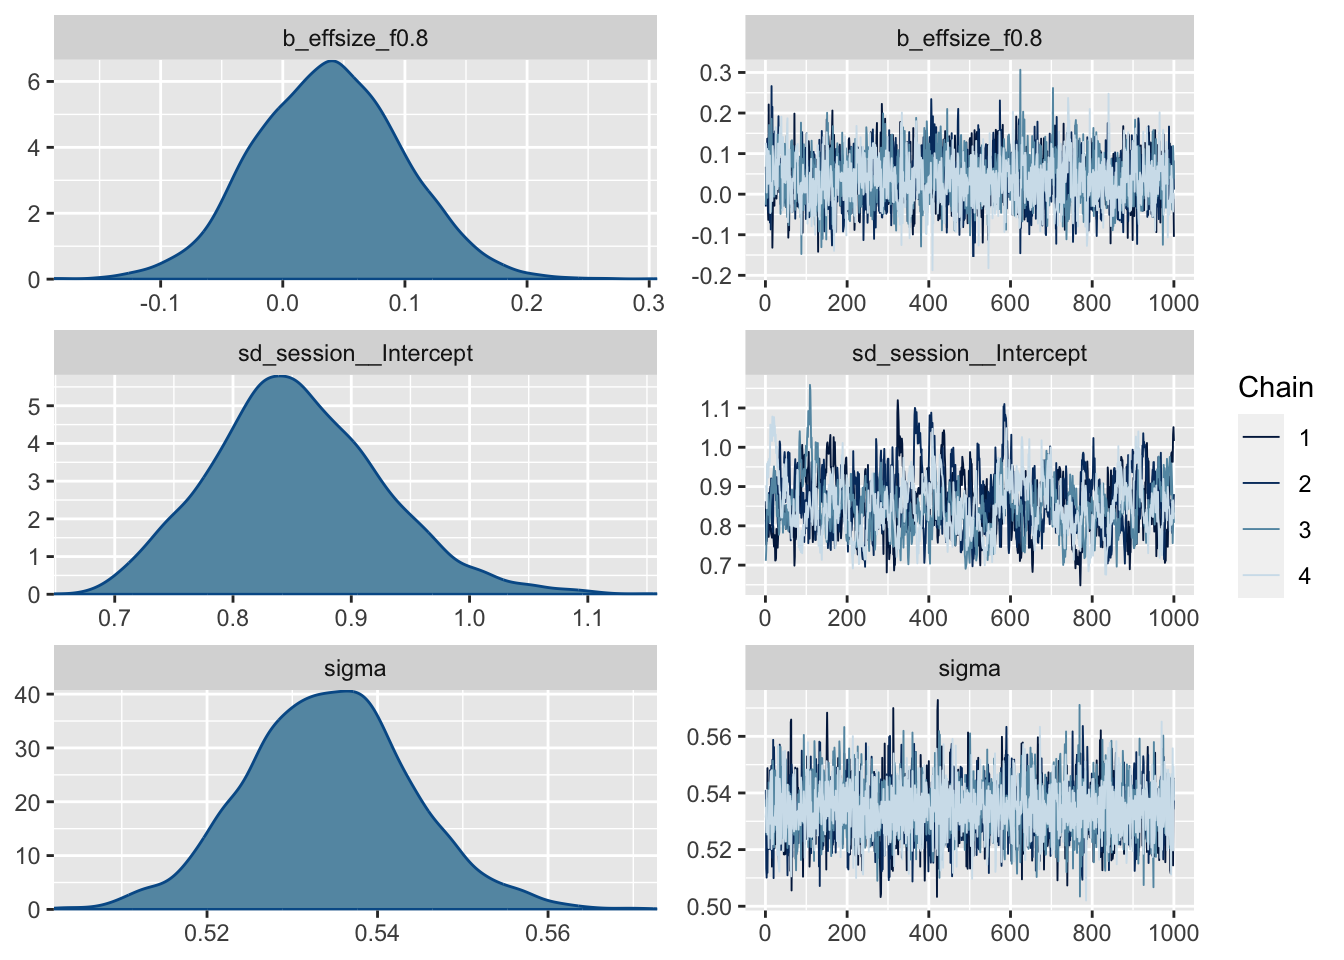 b_effsize_f0.8
b_effsize_f0.8
6
4
2
0
-0.1 0.0 0.1 0.2 0.3
0.3
0.2
0.1
0.0
-0.1
-0.2
0 200 400 600 800 1000
sd_session__Intercept
sd_session__Intercept
5
4
3
2
1
0
0.7 0.8 0.9 1.0 1.1
1.1
1.0
0.9
0.8
0.7
0 200 400 600 800 1000
sigma
sigma
40
30
20
10
0
0.52 0.54 0.56
0.56
0.54
0.52
0.50
0 200 400 600 800 1000
Chain
1
2
3
4